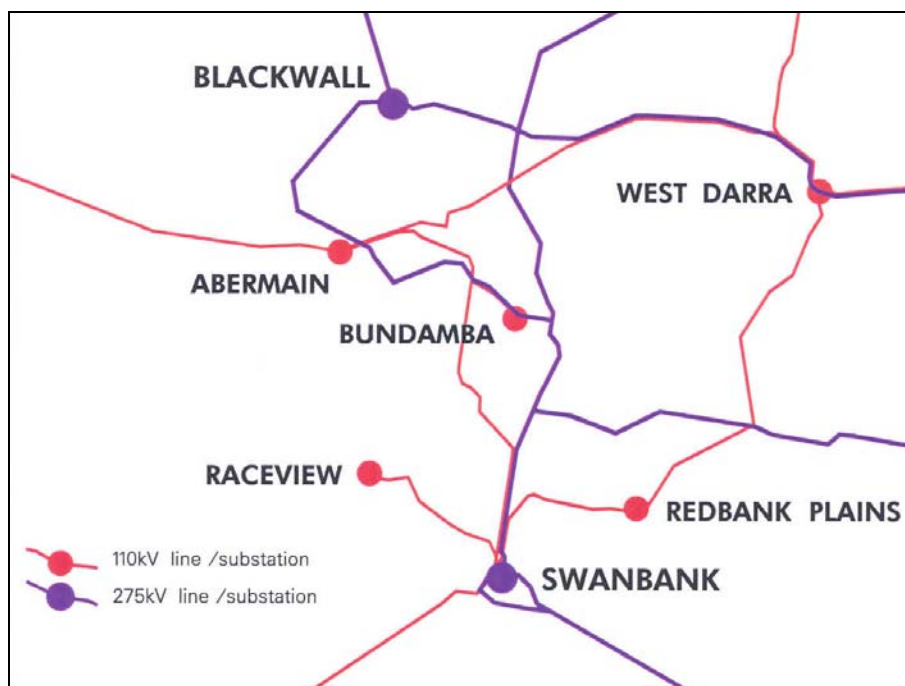 BLACKWALL
WEST DARRA
ABERMAIN
BUNDAMBA
RACEVIEW
REDBANK PLAINS
110kV line /substation
SWANBANK
275kV line /substation